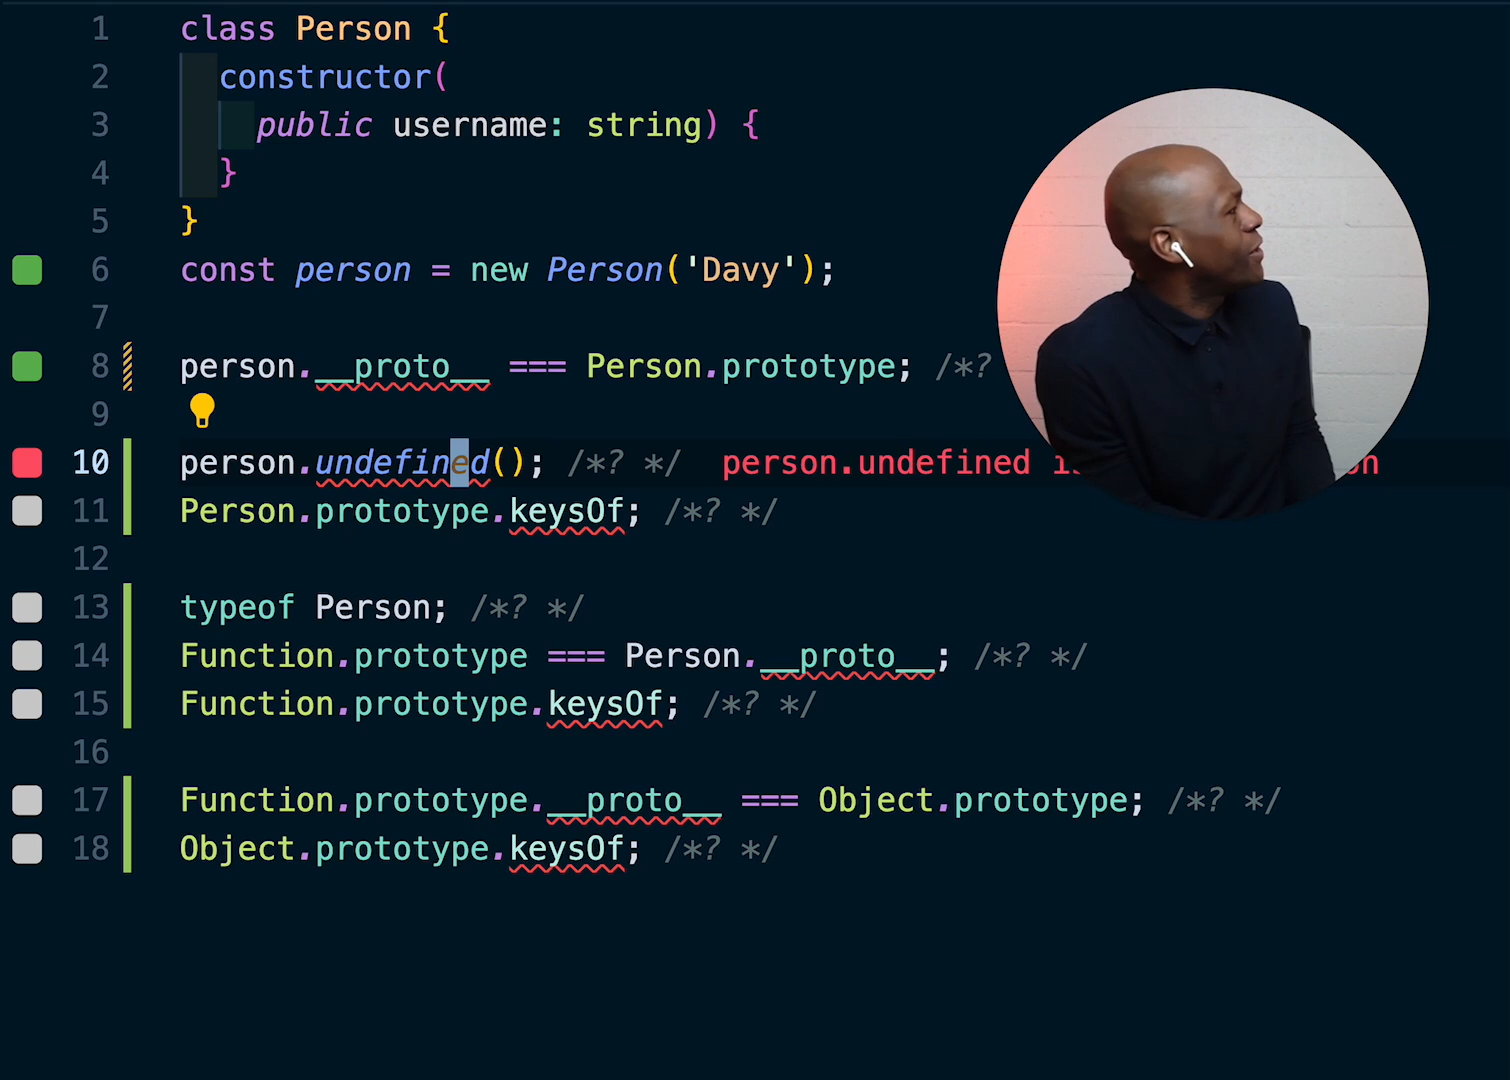 1 class Person {
2 constructor(
3 public username: string) {
4 }
5 }
6 const person = new Person('Davy');
7
8 person.__proto__ === Person.prototype; /*?
9
10 person.undefined(); /*? */ person.undefined
11 Person.prototype.keysOf; /*? */
12
13 typeof Person; /*? */
14 Function.prototype === Person.__proto__; /*? */
15 Function.prototype.keysOf; /*? */
16
17 Function.prototype.__proto__ === Object.prototype; /*? */
18 Object.prototype.keysOf; /*? */